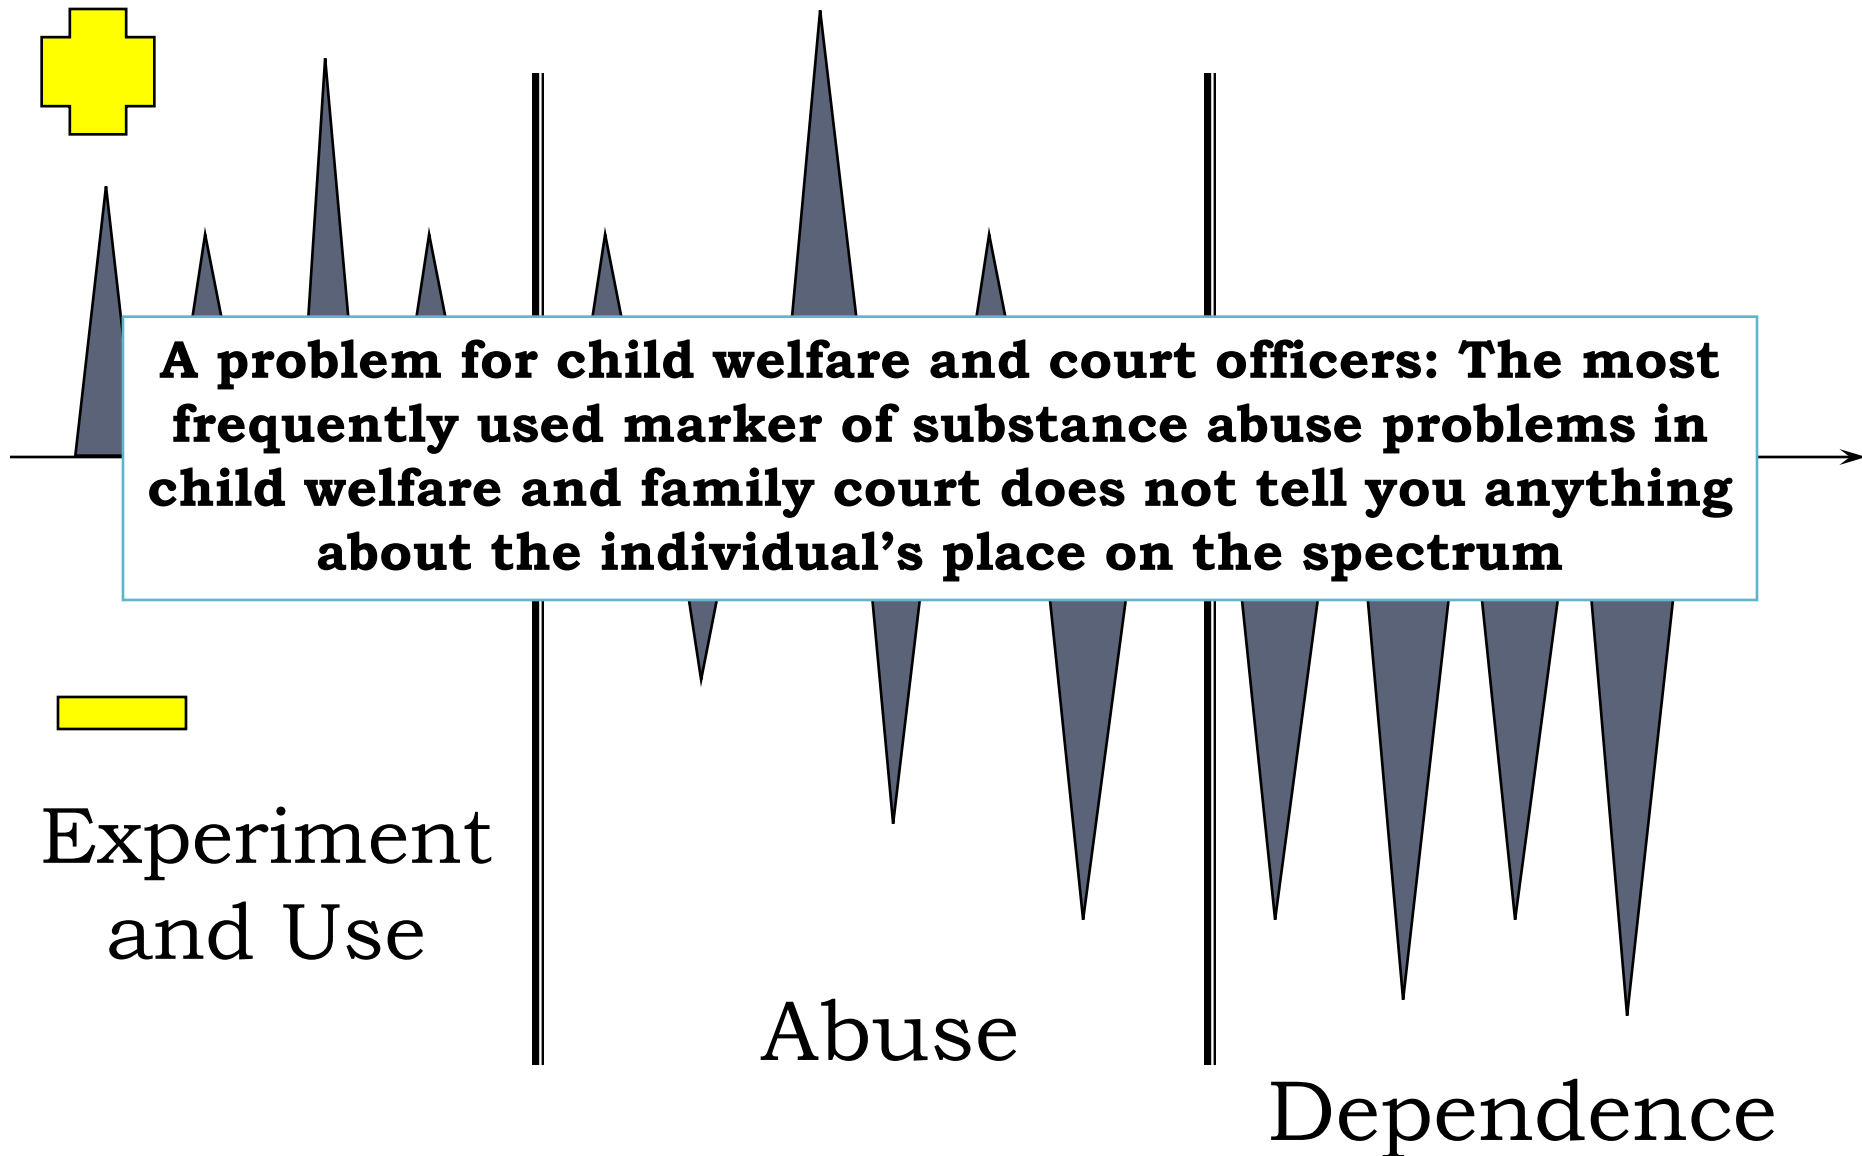 A problem for child welfare and court officers: The most
frequently used marker of substance abuse problems in
child welfare and family court does not tell you anything
about the individual’s place on the spectrum
Experiment
and Use
Abuse
Dependence